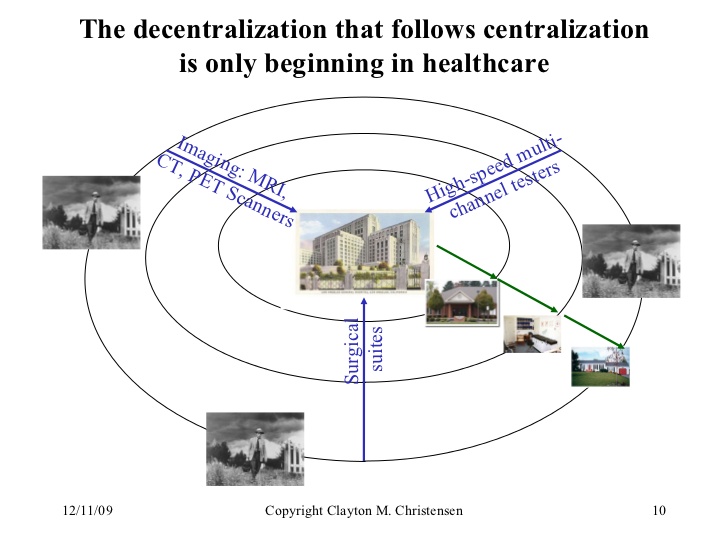 The decentralization that follows centralization
is only beginning in healthcare
Imaging: MRI,
CT, PET Scanners
High-speed multi-
channel testers
Surgical
suites
12/11/09
Copyright Clayton M. Christensen
10